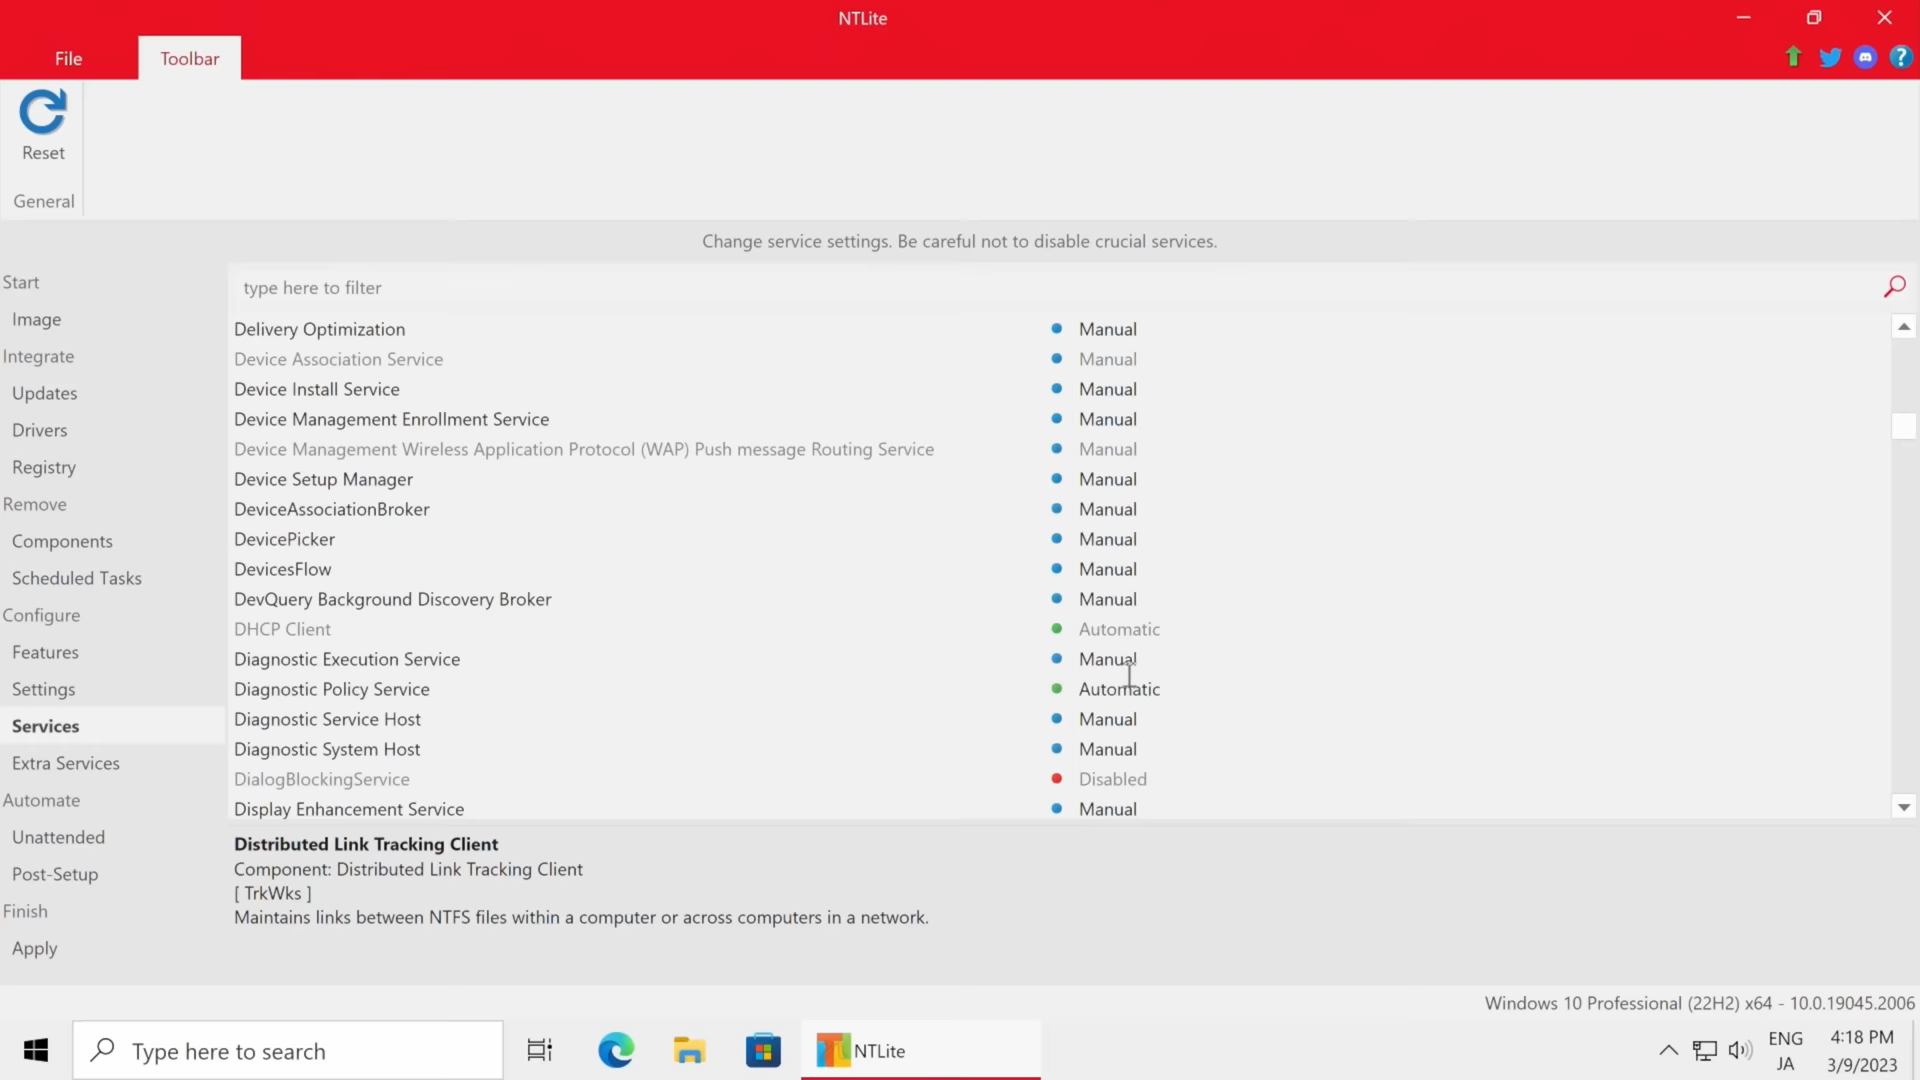 NTLite
File
Toolbar
?
Reset
General
Change service settings. Be careful not to disable crucial services.
Start
Image
Integrate
Updates
Drivers
Registry
Remove
Components
Scheduled Tasks
Configure
Features
Settings
Services
Extra Services
Automate
Unattended
Post-Setup
Finish
Apply
type here to filter
Delivery Optimization Manual
Device Association Service Manual
Device Install Service Manual
Device Management Enrollment Service Manual
Device Management Wireless Application Protocol (WAP) Push message Routing Service Manual
Device Setup Manager Manual
DeviceAssociationBroker Manual
DevicePicker Manual
DevicesFlow Manual
DevQuery Background Discovery Broker Manual
DHCP Client Automatic
Diagnostic Execution Service Manual
Diagnostic Policy Service Automatic
Diagnostic Service Host Manual
Diagnostic System Host Manual
DialogBlockingService Disabled
Display Enhancement Service Manual
Distributed Link Tracking Client
Component: Distributed Link Tracking Client
[ TrkWks ]
Maintains links between NTFS files within a computer or across computers in a network.
Windows 10 Professional (22H2) x64 - 10.0.19045.2006
Type here to search
NTLite
ENG
JA
4:18 PM
3/9/2023